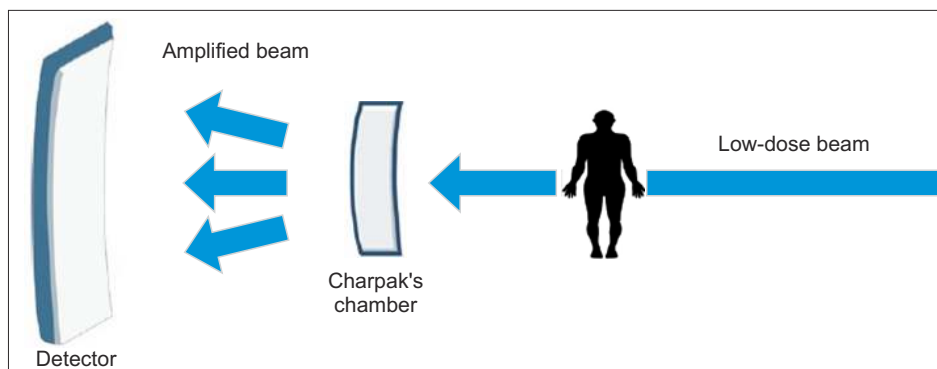 Amplified beam
Low-dose beam
Charpak's
chamber
Detector